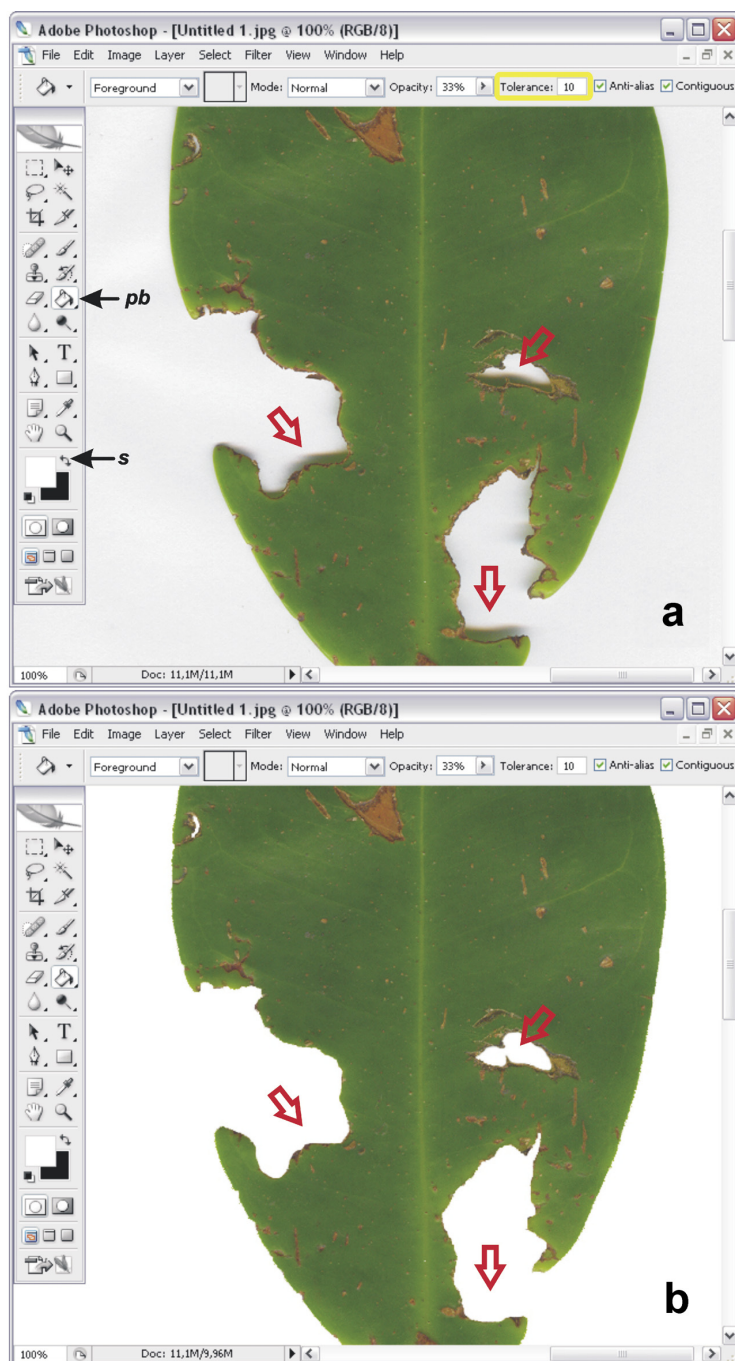 Adobe Photoshop - [Untitled 1.jpg @ 100% (RGB/8)]
File Edit Image Layer Select Filter View Window Help
Foreground Mode: Normal Opacity: 33% Tolerance: 10 Anti-alias Contiguous
pb
T
s
a
100% Doc: 11,1M/11,1M
Adobe Photoshop - [Untitled 1.jpg @ 100% (RGB/8)]
File Edit Image Layer Select Filter View Window Help
Foreground Mode: Normal Opacity: 33% Tolerance: 10 Anti-alias Contiguous
T
b
100% Doc: 11,1M/9,96M